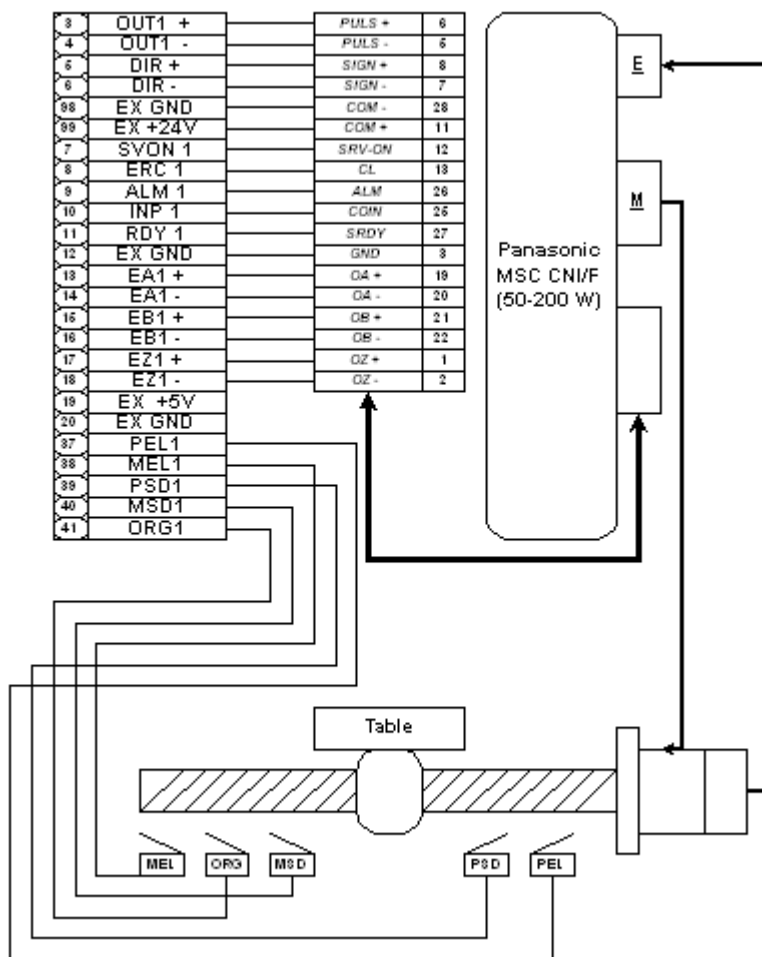 3 OUT1 + PULS + 6
4 OUT1 - PULS - 5
5 DIR + SIGN + 8
6 DIR - SIGN - 7
98 EX GND COM - 28
99 EX +24V COM + 11
7 SVON 1 SRV-ON 12
8 ERC 1 CL 13
9 ALM 1 ALM 26
10 INP 1 COIN 25
11 RDY 1 SRDY 27
12 EX GND GND 3
13 EA1 + OA + 19
14 EA1 - OA - 20
15 EB1 + OB + 21
16 EB1 - OB - 22
17 EZ1 + OZ + 1
18 EZ1 - OZ - 2
19 EX +5V
20 EX GND
37 PEL1
38 MEL1
39 PSD1
40 MSD1
41 ORG1
E
M
Panasonic
MSC CNI/F
(50-200 W)
Table
MEL ORG MSD PSD PEL